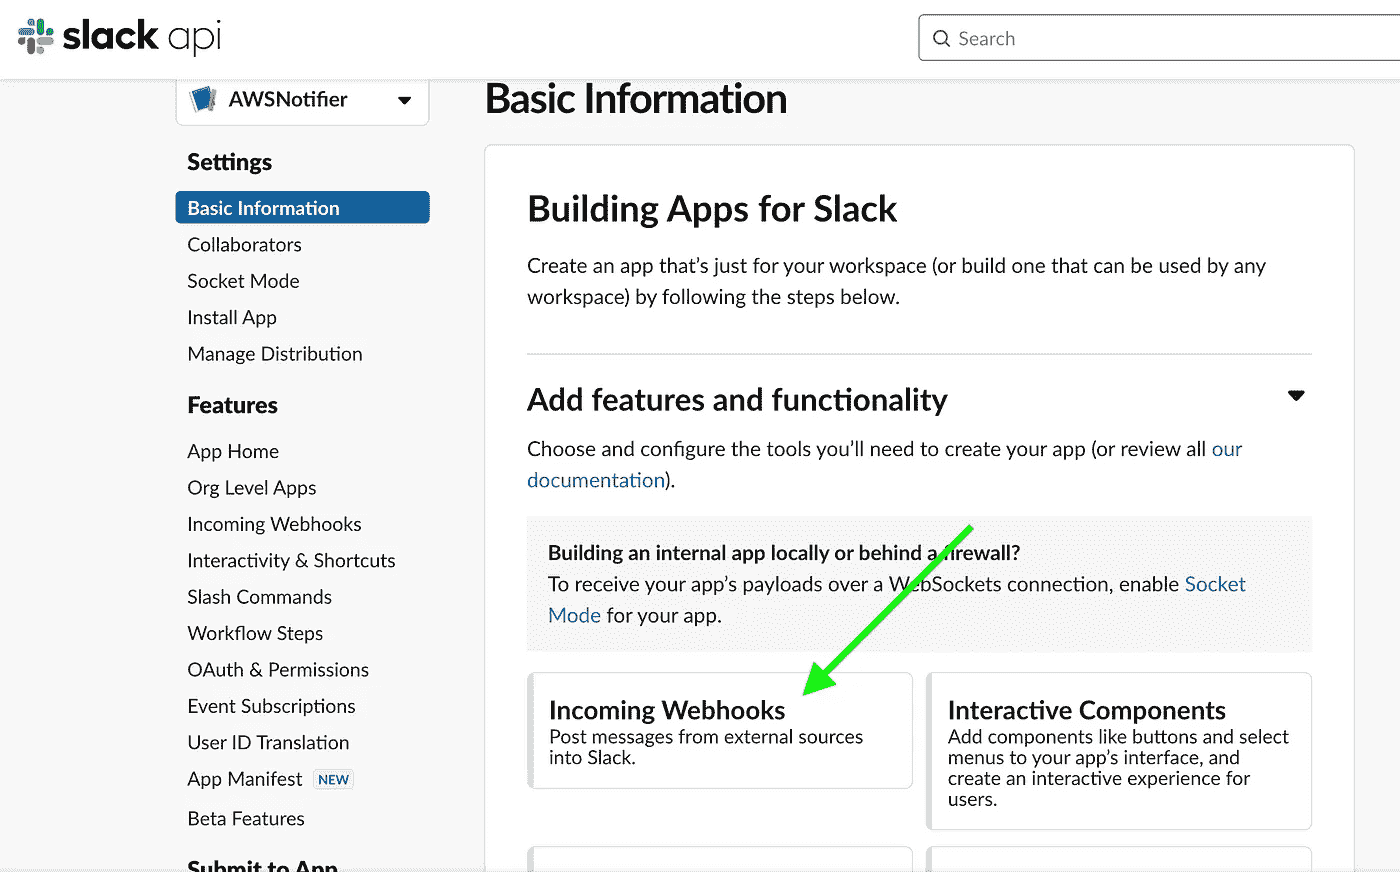 slack api
Search
AWSNotifier
Basic Information
Settings
Basic Information
Collaborators
Socket Mode
Install App
Manage Distribution
Features
App Home
Org Level Apps
Incoming Webhooks
Interactivity & Shortcuts
Slash Commands
Workflow Steps
OAuth & Permissions
Event Subscriptions
User ID Translation
App Manifest NEW
Beta Features
Submit to App
Building Apps for Slack
Create an app that’s just for your workspace (or build one that can be used by any
workspace) by following the steps below.
Add features and functionality
Choose and configure the tools you’ll need to create your app (or review all our
documentation).
Building an internal app locally or behind a firewall?
To receive your app’s payloads over a WebSockets connection, enable Socket
Mode for your app.
Incoming Webhooks
Post messages from external sources
into Slack.
Interactive Components
Add components like buttons and select
menus to your app’s interface, and
create an interactive experience for
users.